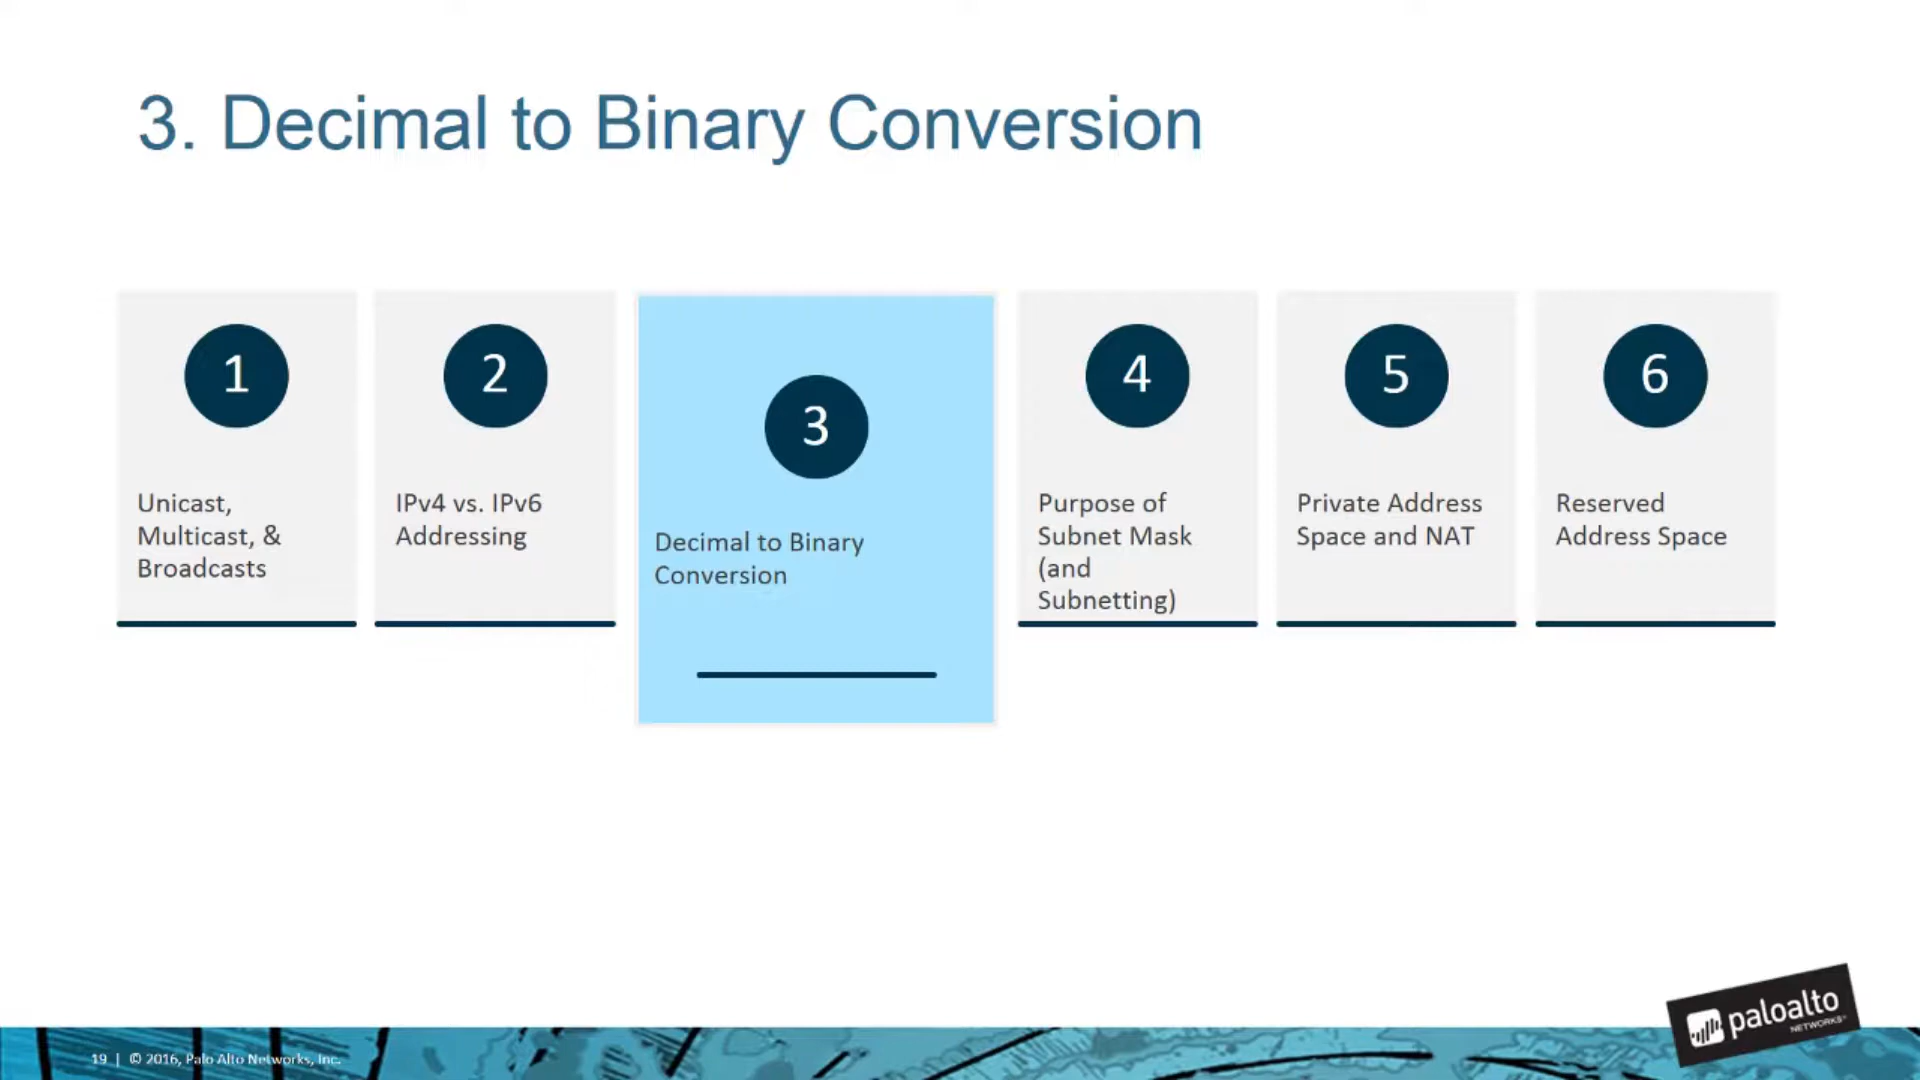 3. Decimal to Binary Conversion
1
Unicast,
Multicast, &
Broadcasts
2
IPv4 vs. IPv6
Addressing
3
Decimal to Binary
Conversion
4
Purpose of
Subnet Mask
(and
Subnetting)
5
Private Address
Space and NAT
6
Reserved
Address Space
19 | © 2016, Palo Alto Networks, Inc.
paloalto
NETWORKS